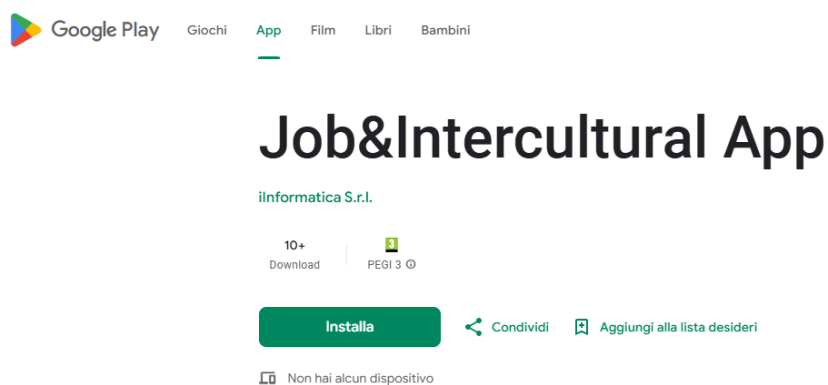 Google Play Giochi App Film Libri Bambini
Job&Intercultural App
iInformatica S.r.l.
10+
3
Download
PEGI 3
Installa
Condividi
Aggiungi alla lista desideri
Non hai alcun dispositivo